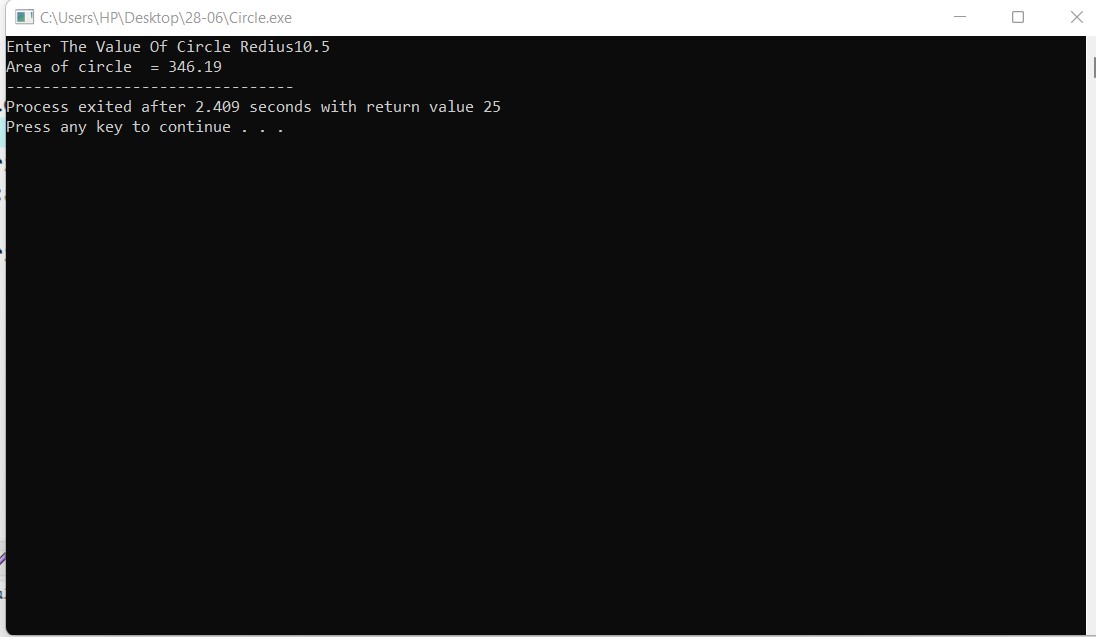 C:\Users\HP\Desktop\28-06\Circle.exe
Enter The Value Of Circle Redius10.5
Area of circle  = 346.19
--------------------------------
Process exited after 2.409 seconds with return value 25
Press any key to continue . . .